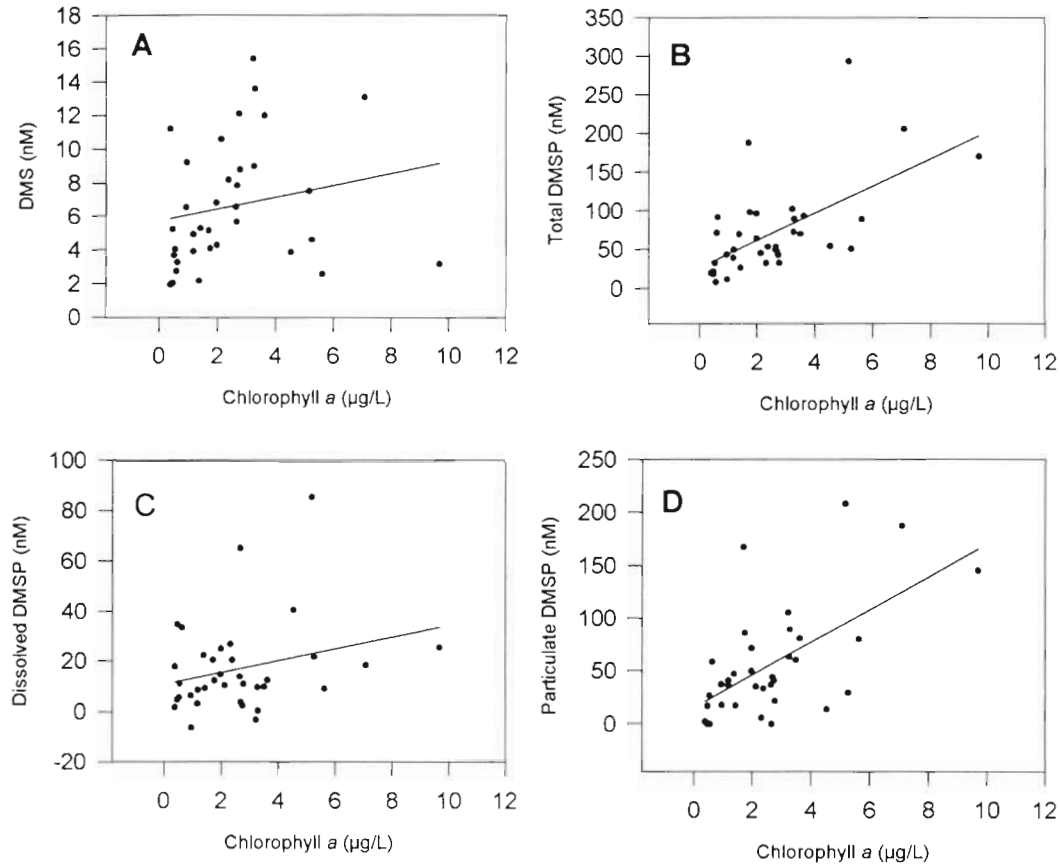 A
DMS (nM)
18
16
14
12
10
8
6
4
2
0
0 2 4 6 8 10 12
Chlorophyll a (µg/L)
B
Total DMSP (nM)
350
300
250
200
150
100
50
0
0 2 4 6 8 10 12
Chlorophyll a (µg/L)
C
Dissolved DMSP (nM)
100
80
60
40
20
0
-20
0 2 4 6 8 10 12
Chlorophyll a (µg/L)
D
Particulate DMSP (nM)
250
200
150
100
50
0
0 2 4 6 8 10 12
Chlorophyll a (µg/L)